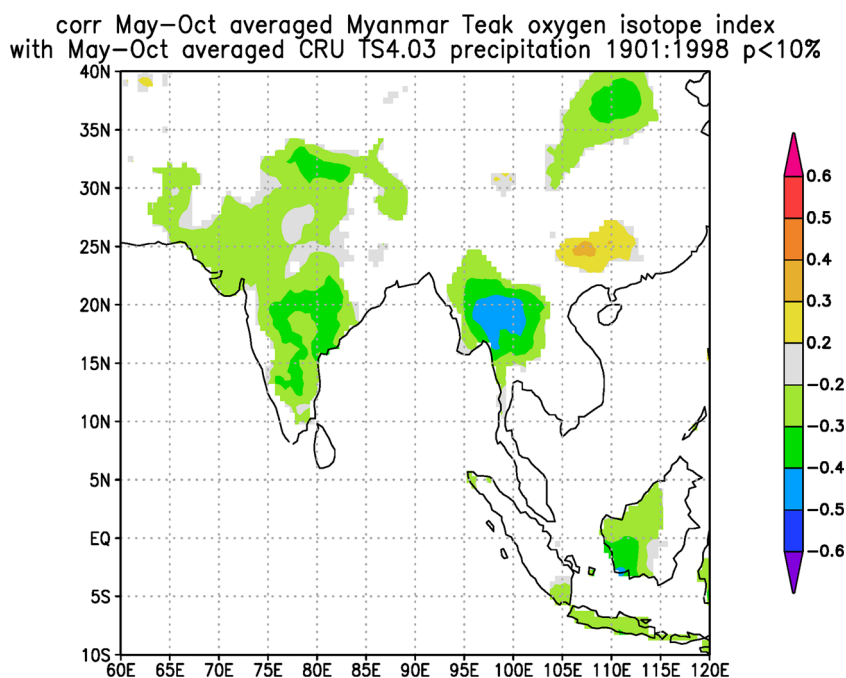 corr May-Oct averaged Myanmar Teak oxygen isotope index
with May-Oct averaged CRU TS4.03 precipitation 1901:1998 p<10%
40N
35N
30N
25N
20N
15N
10N
5N
EQ
5S
10S
60E 65E 70E 75E 80E 85E 90E 95E 100E 105E 110E 115E 120E
0.6
0.5
0.4
0.3
0.2
-0.2
-0.3
-0.4
-0.5
-0.6